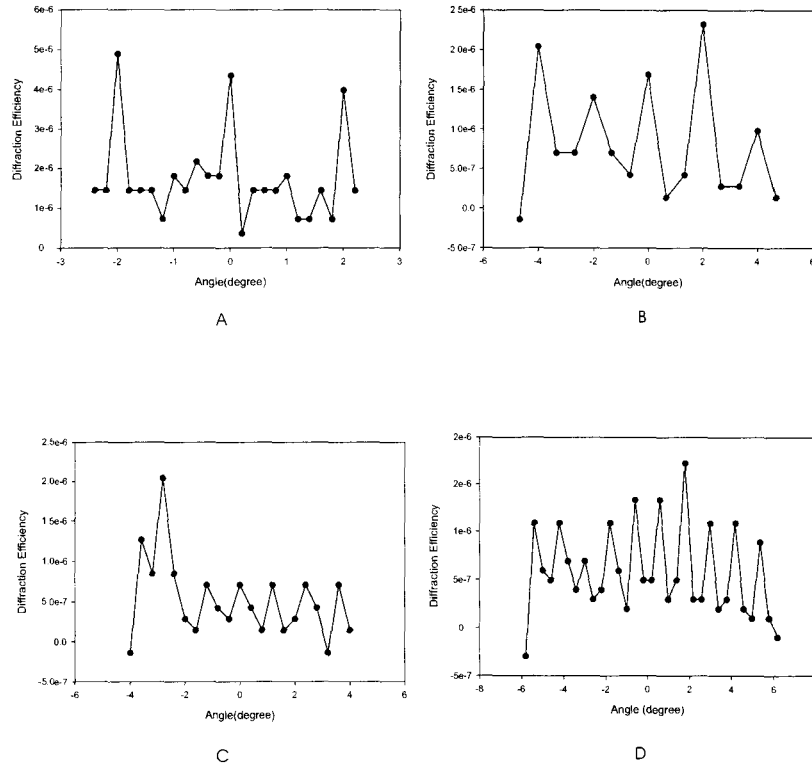 6e-6
5e-6
4e-6
3e-6
2e-6
1e-6
0
Diffraction Efficiency
-3 -2 -1 0 1 2 3
Angle(degree)
A
2.5e-6
2.0e-6
1.5e-6
1.0e-6
5.0e-7
0.0
-5.0e-7
Diffraction Efficiency
-6 -4 -2 0 2 4 6
Angle(degree)
B
2.5e-6
2.0e-6
1.5e-6
1.0e-6
5.0e-7
0.0
-5.0e-7
Diffraction Efficiency
-6 -4 -2 0 2 4 6
Angle(degree)
C
2e-6
2e-6
1e-6
5e-7
0
-5e-7
Diffraction Efficiency
-8 -6 -4 -2 0 2 4 6 8
Angle (degree)
D